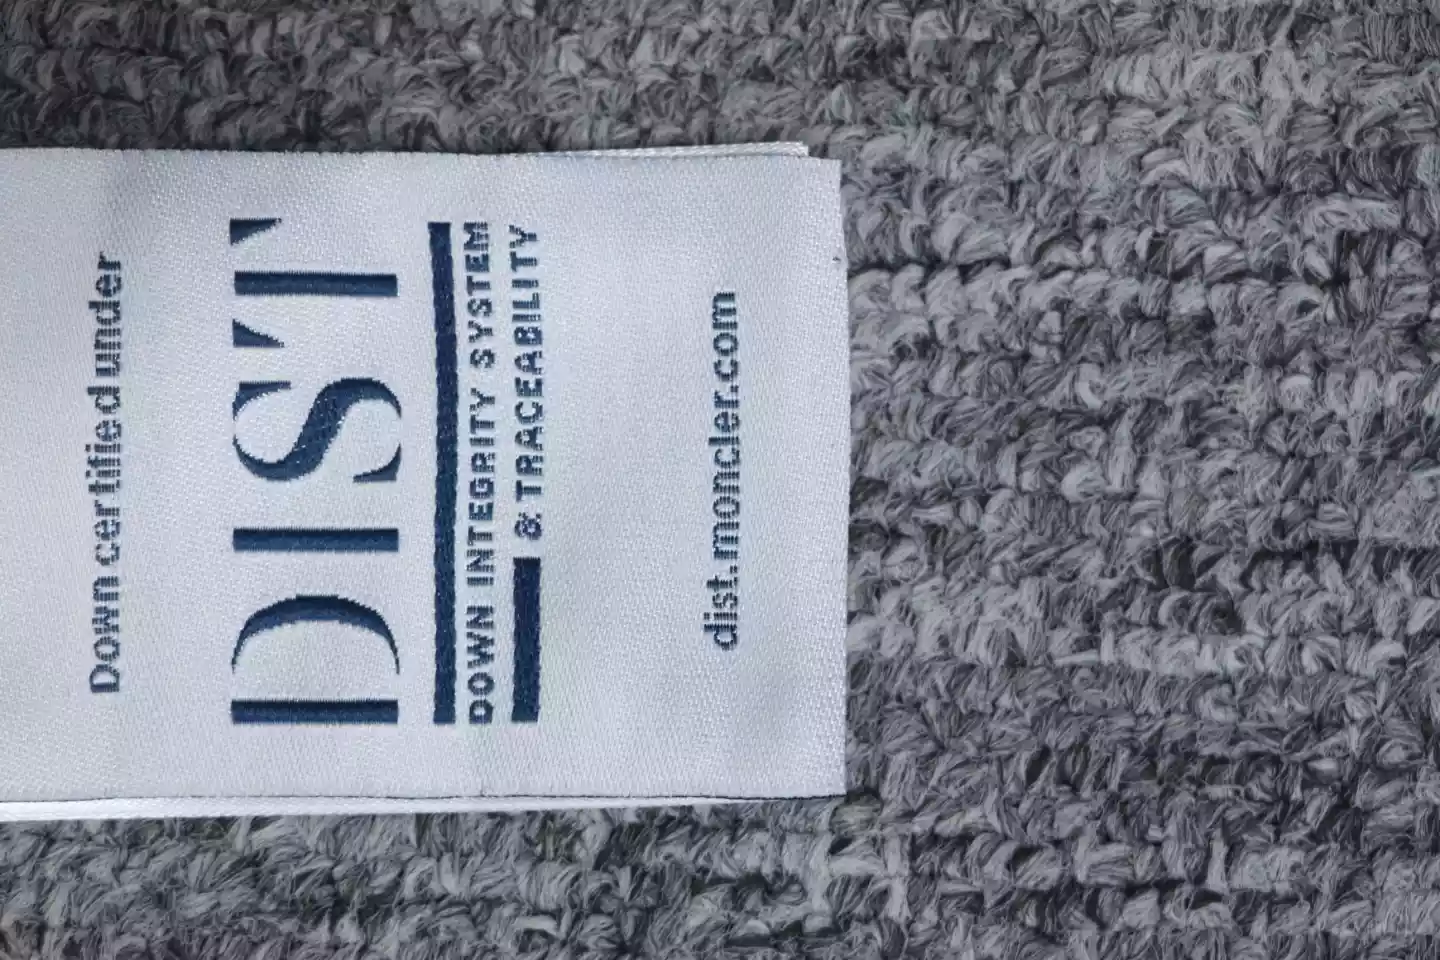 Down certified under
DIST
DOWN INTEGRITY SYSTEM
& TRACEABILITY
dist.moncler.com